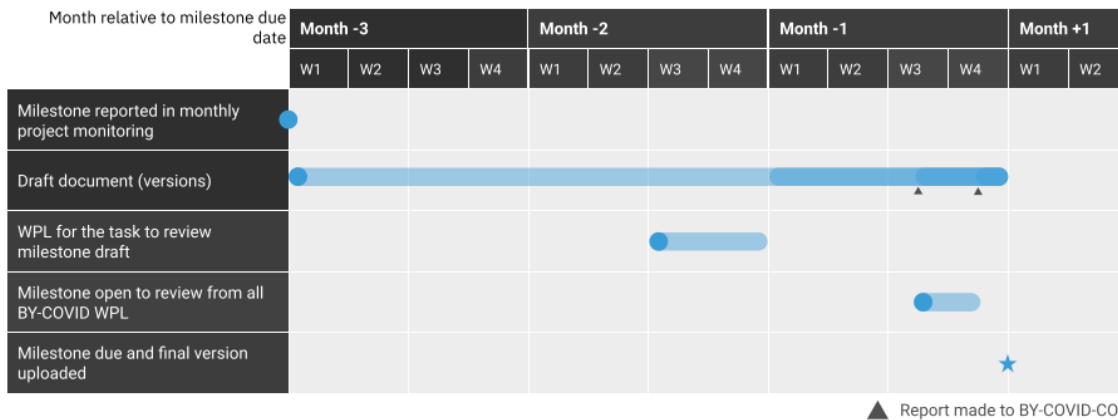 Month relative to milestone due
date
Month -3
Month -2
Month -1
Month +1
W1 W2 W3 W4 W1 W2 W3 W4 W1 W2 W3 W4 W1 W2
Milestone reported in monthly
project monitoring
Draft document (versions)
WPL for the task to review
milestone draft
Milestone open to review from all
BY-COVID WPL
Milestone due and final version
uploaded
Report made to BY-COVID-CO